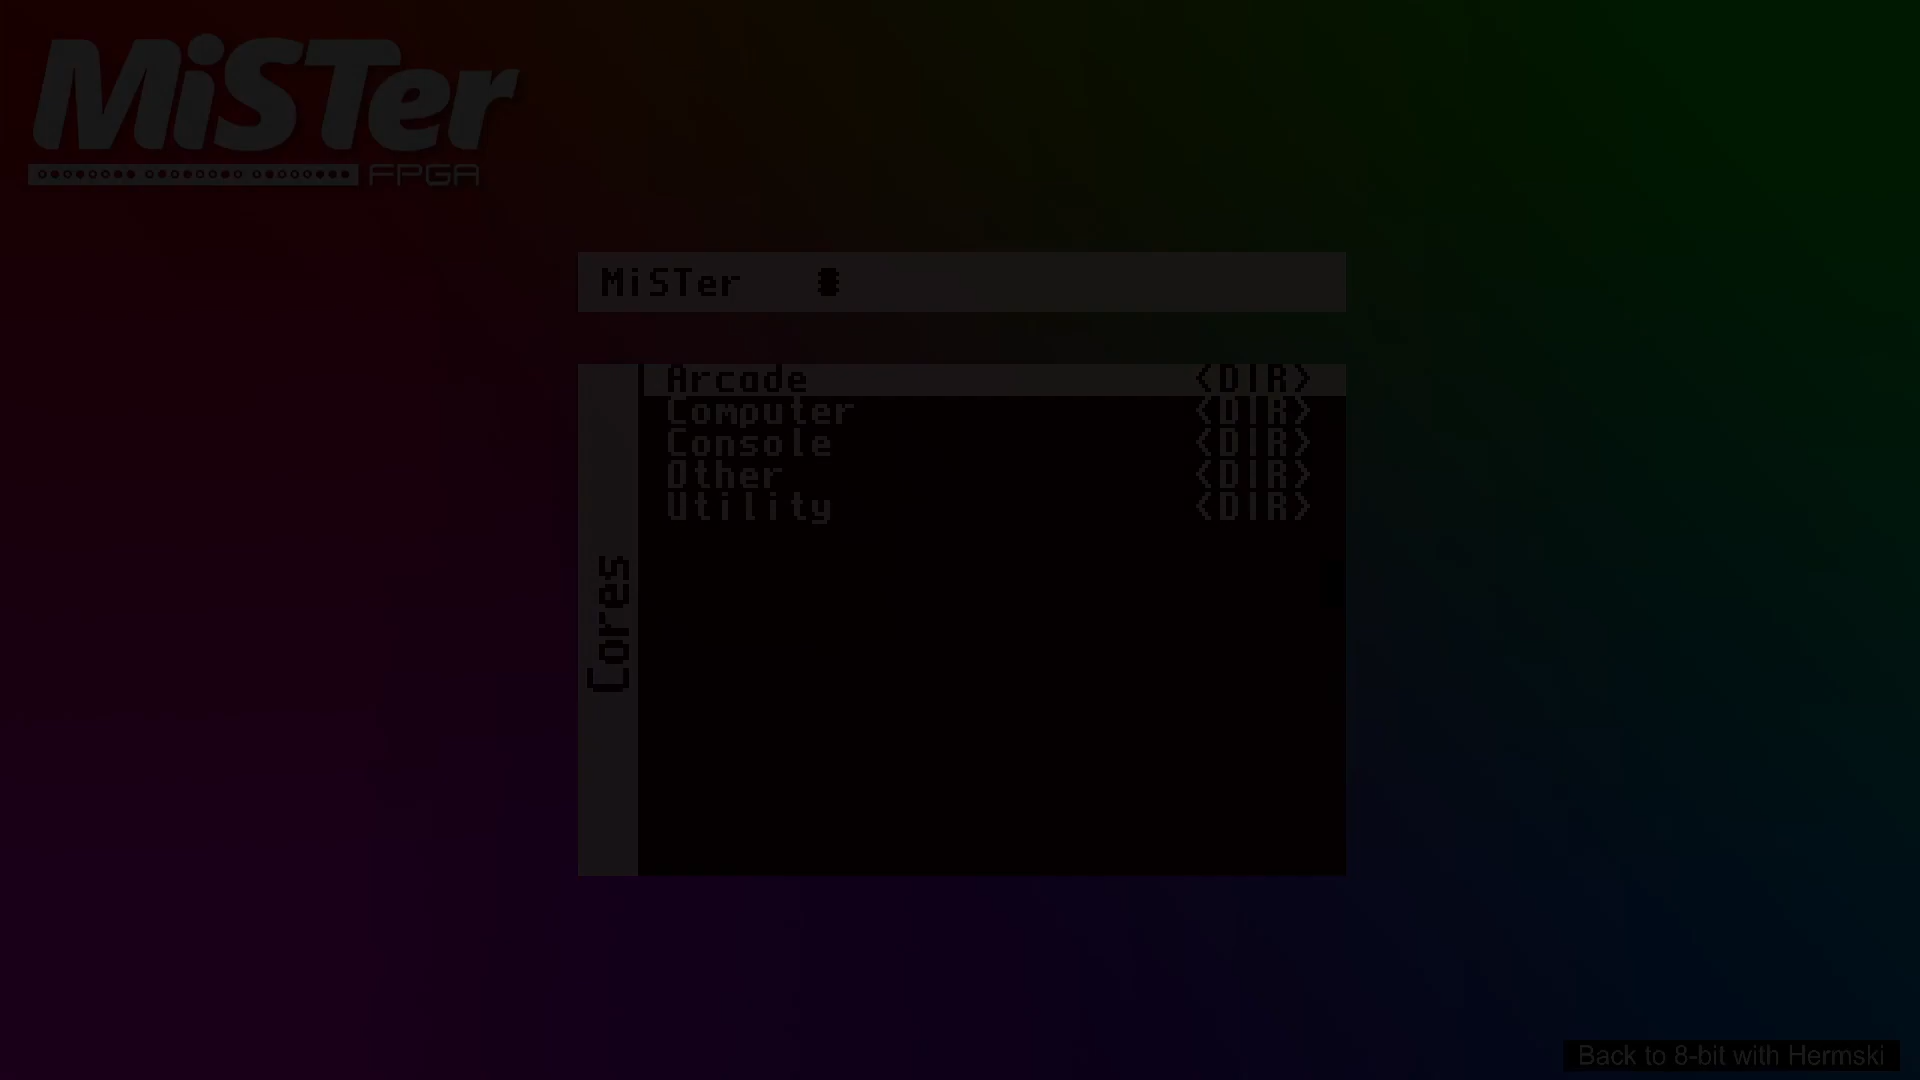 MiSTer
FPGA
MiSTer
Arcade <DIR>
Computer <DIR>
Console <DIR>
Other <DIR>
Utility <DIR>
Cores
Back to 8-bit with Hermski